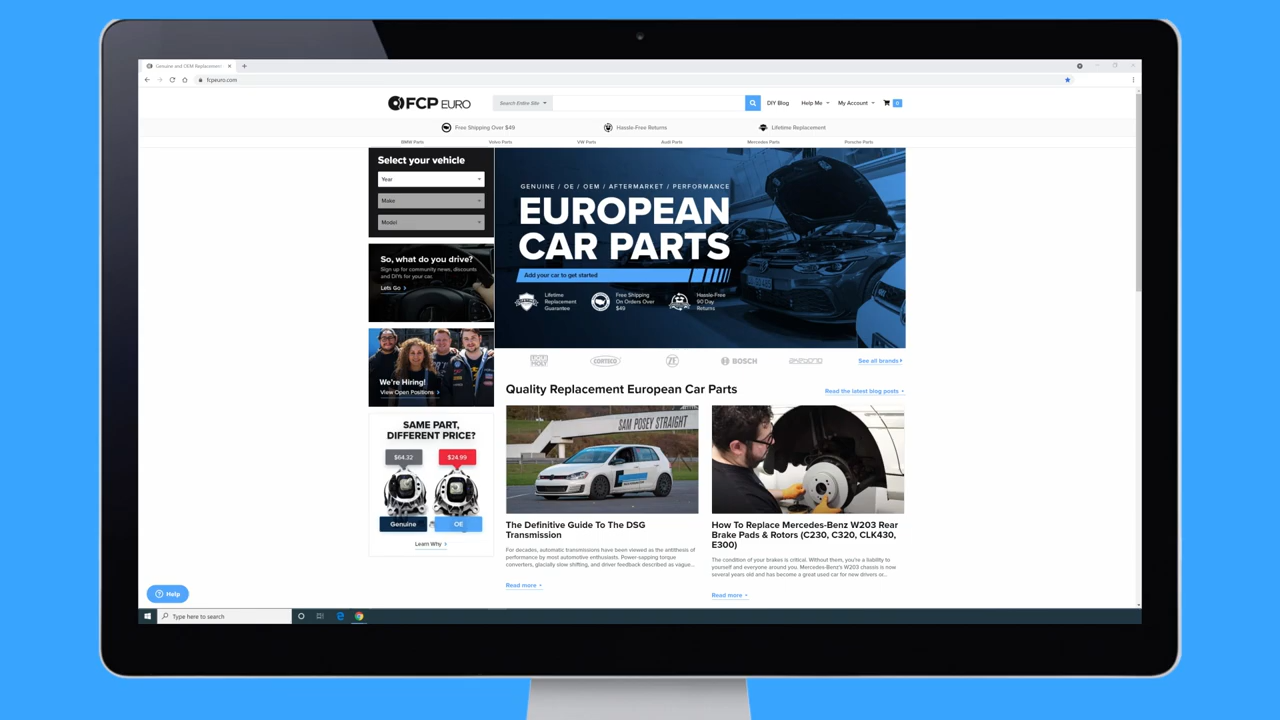 Genuine and OEM Replacement
fcpeuro.com
FCP EURO
Search Entire Site
DIY Blog
Help Me
My Account
0
Free Shipping Over $49
Hassle-Free Returns
Lifetime Replacement
BMW Parts
Volvo Parts
VW Parts
Audi Parts
Mercedes Parts
Porsche Parts
Select your vehicle
Year
Make
Model
GENUINE / OE / OEM / AFTERMARKET / PERFORMANCE
EUROPEAN
CAR PARTS
Add your car to get started
Lifetime
Replacement
Guarantee
Free Shipping
On Orders Over
$49
Hassle-Free
90 Day
Returns
So, what do you drive?
Sign up for community news, discounts
and DIYs for your car.
Lets Go
We're Hiring!
View Open Positions
LIQUI MOLY
CORTECO
ZF
BOSCH
See all brands
Quality Replacement European Car Parts
Read the latest blog posts
SAME PART,
DIFFERENT PRICE?
$64.32
$24.99
Genuine
OE
Learn Why
SAM POSEY STRAIGHT
The Definitive Guide To The DSG
Transmission
For decades, automatic transmissions have been viewed as the antithesis of
performance by most automotive enthusiasts. Power-sapping torque
converters, glacially slow shifting, and driver feedback described as vague...
Read more
How To Replace Mercedes-Benz W203 Rear
Brake Pads & Rotors (C230, C320, CLK430,
E300)
The condition of your brakes is critical. Without them, you're a liability to
yourself and everyone around you. Mercedes-Benz's W203 chassis is now
several years old and has become a great used car for new drivers or...
Read more
Help
Type here to search